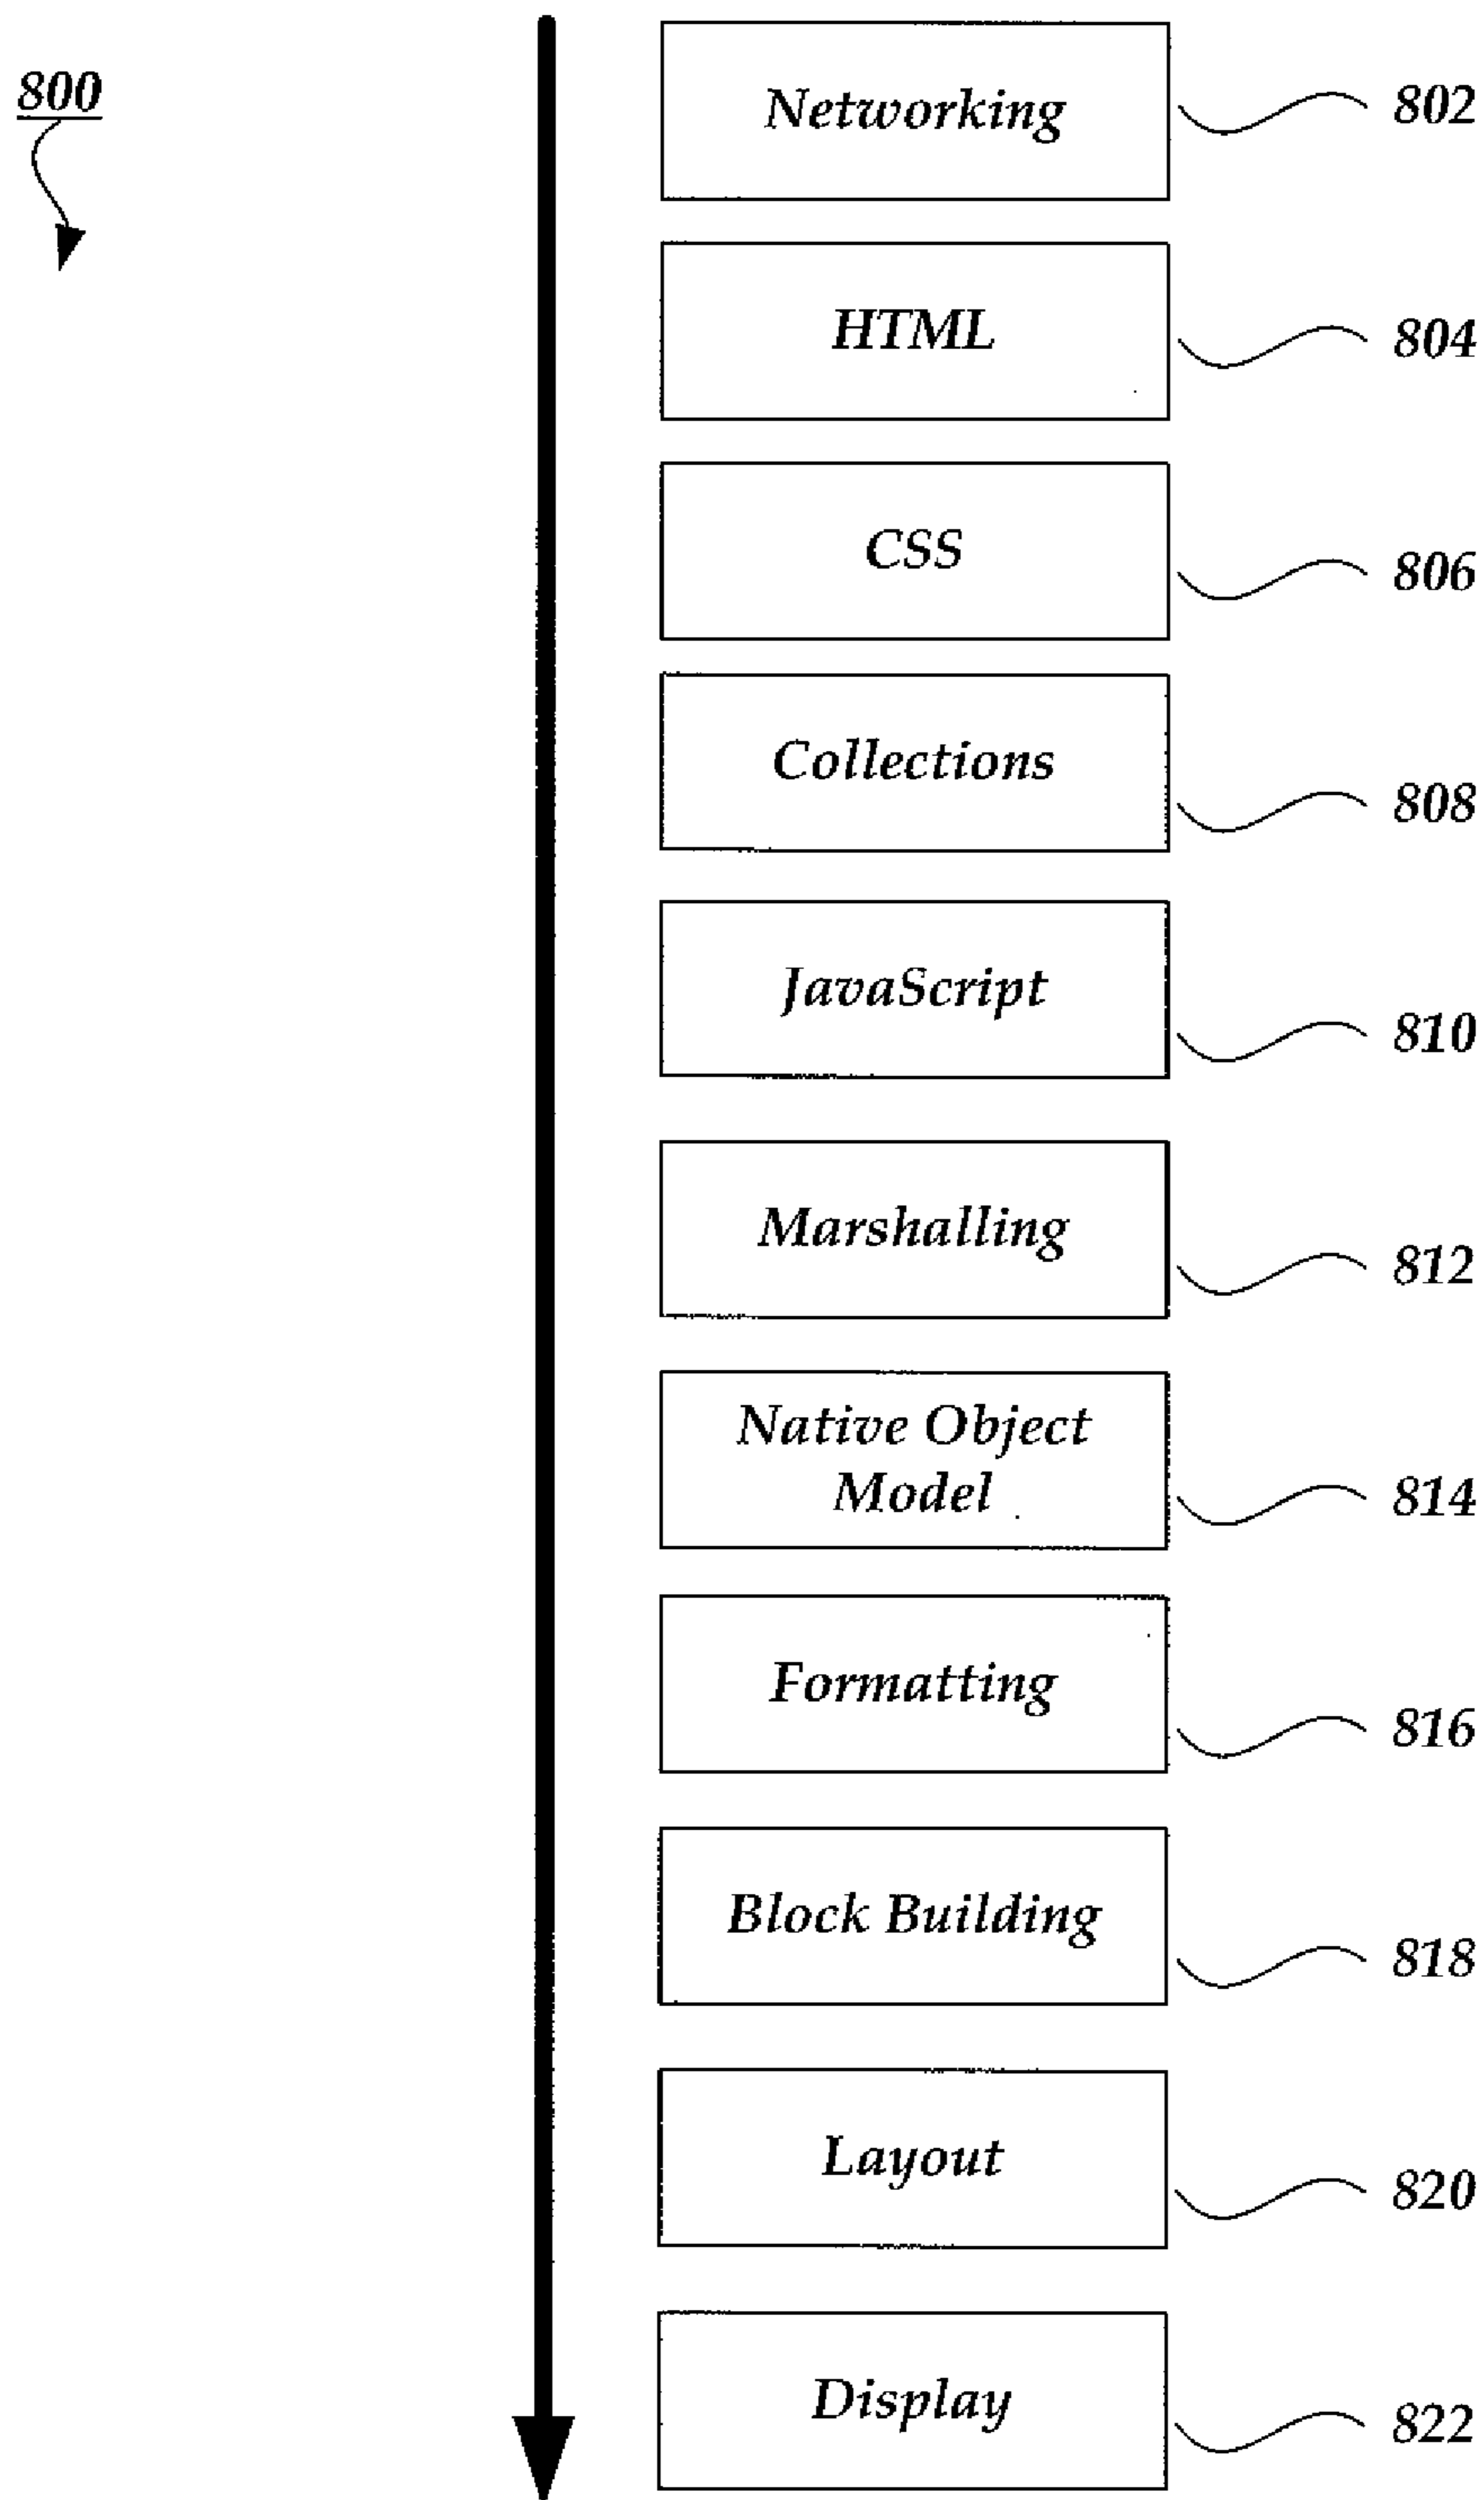 800
Networking
802
HTML
804
CSS
806
Collections
808
JavaScript
810
Marshalling
812
Native Object
Model
814
Formatting
816
Block Building
818
Layout
820
Display
822